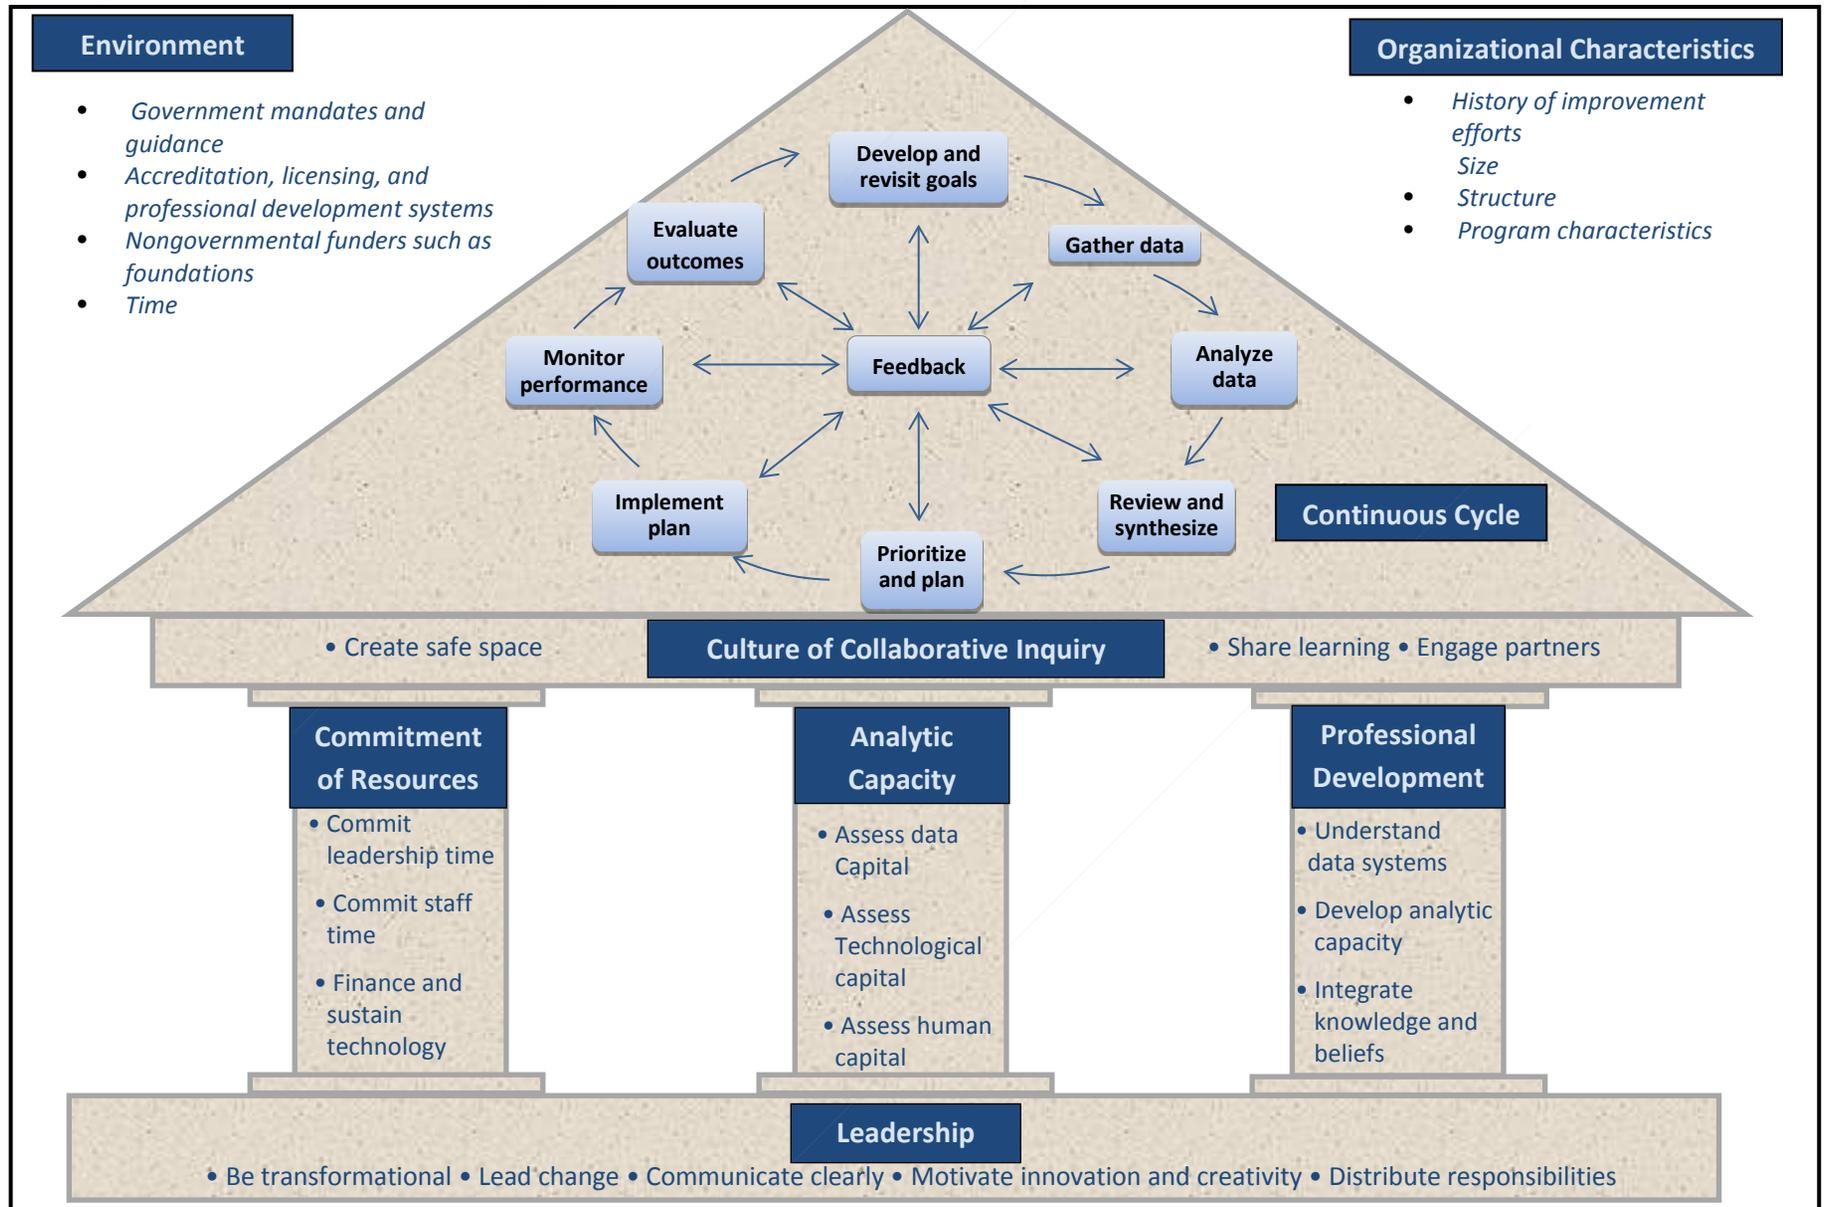 Environment
• Government mandates and
guidance
• Accreditation, licensing, and
professional development systems
• Nongovernmental funders such as
foundations
• Time
Organizational Characteristics
• History of improvement
efforts
Size
• Structure
• Program characteristics
Develop and
revisit goals
Gather data
Analyze
data
Review and
synthesize
Prioritize
and plan
Implement
plan
Monitor
performance
Evaluate
outcomes
Feedback
Continuous Cycle
• Create safe space
Culture of Collaborative Inquiry
• Share learning • Engage partners
Commitment
of Resources
• Commit
leadership time
• Commit staff
time
• Finance and
sustain
technology
Analytic
Capacity
• Assess data
Capital
• Assess
Technological
capital
• Assess human
capital
Professional
Development
• Understand
data systems
• Develop analytic
capacity
• Integrate
knowledge and
beliefs
Leadership
• Be transformational • Lead change • Communicate clearly • Motivate innovation and creativity • Distribute responsibilities